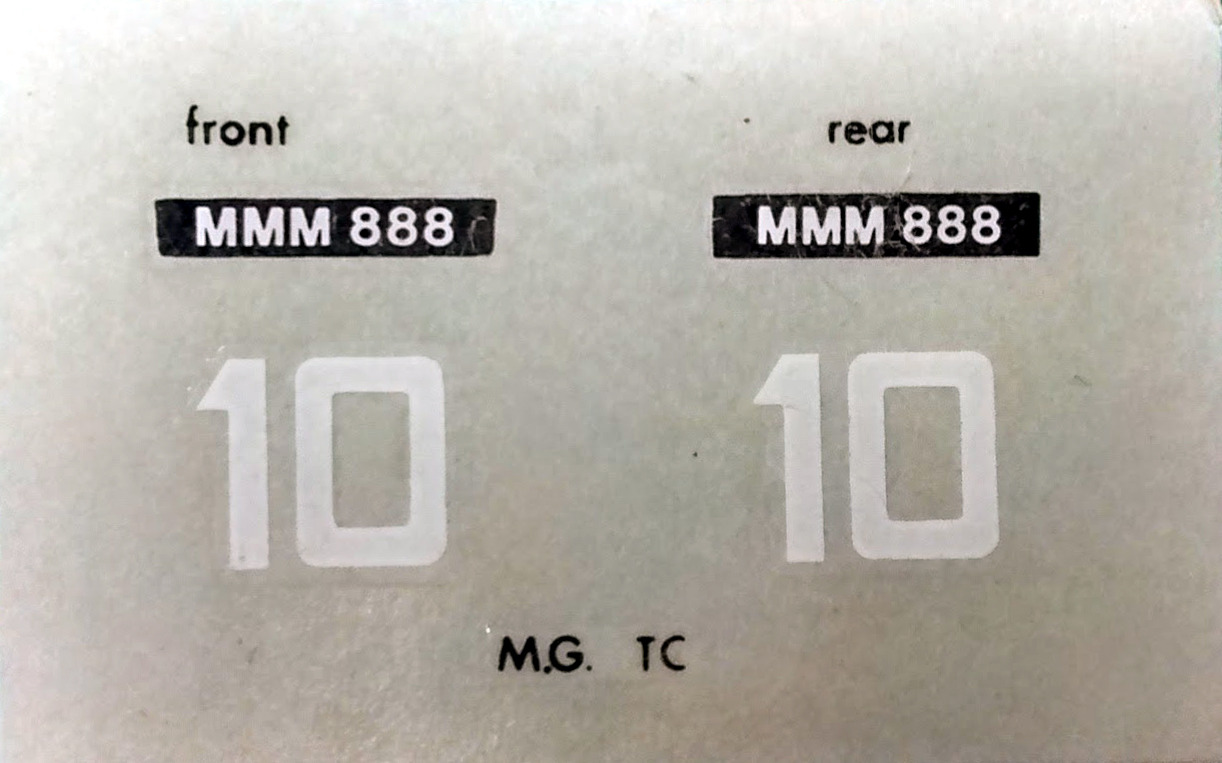 front rear
MMM 888 MMM 888
10 10
M.G. TC